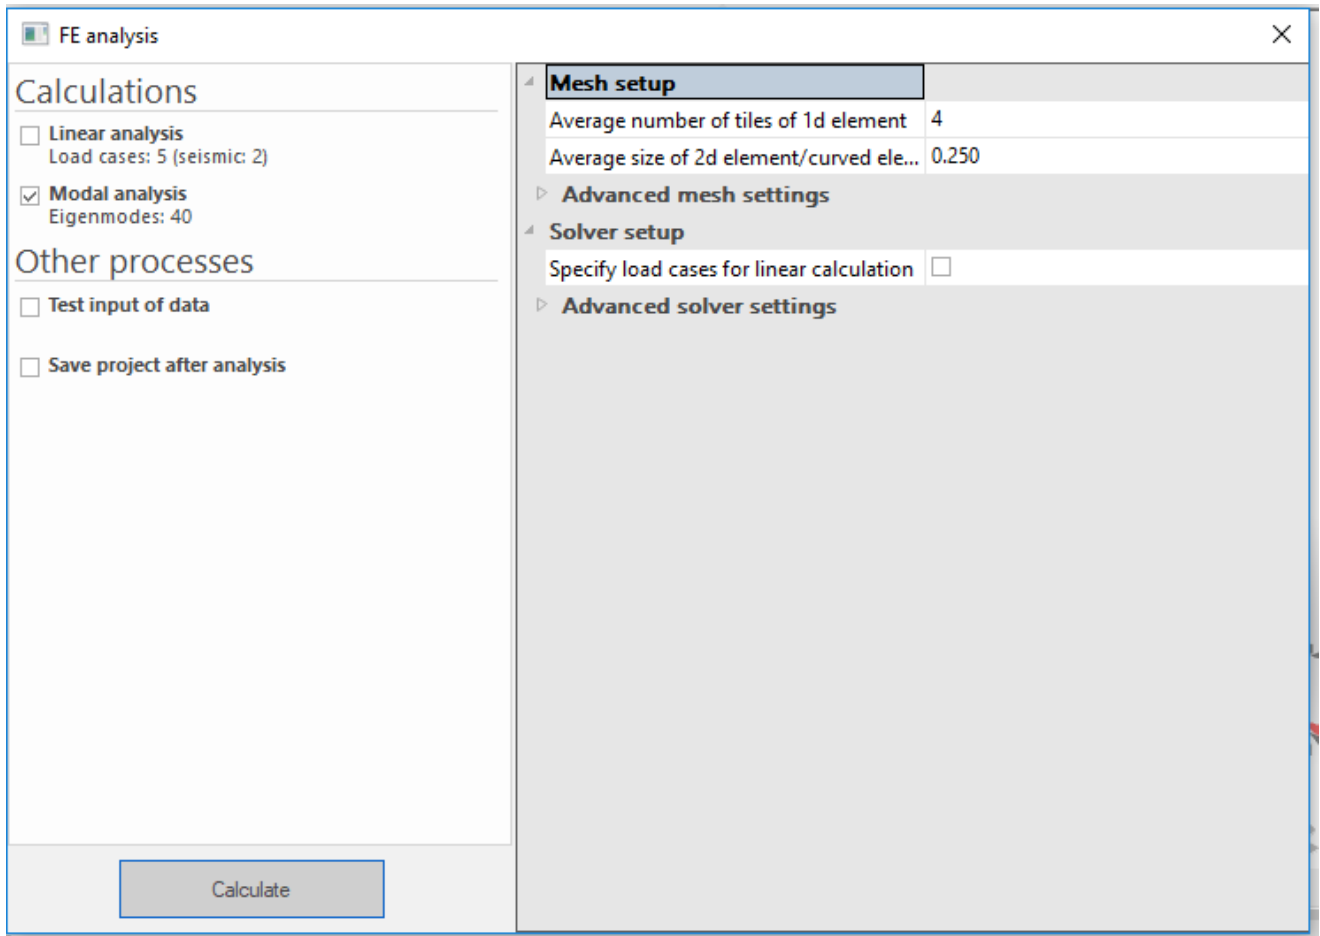 FE analysis
Calculations
Linear analysis
Load cases: 5 (seismic: 2)
Modal analysis
Eigenmodes: 40
Other processes
Test input of data
Save project after analysis
Calculate
Mesh setup
Average number of tiles of 1d element 4
Average size of 2d element/curved ele... 0.250
Advanced mesh settings
Solver setup
Specify load cases for linear calculation
Advanced solver settings